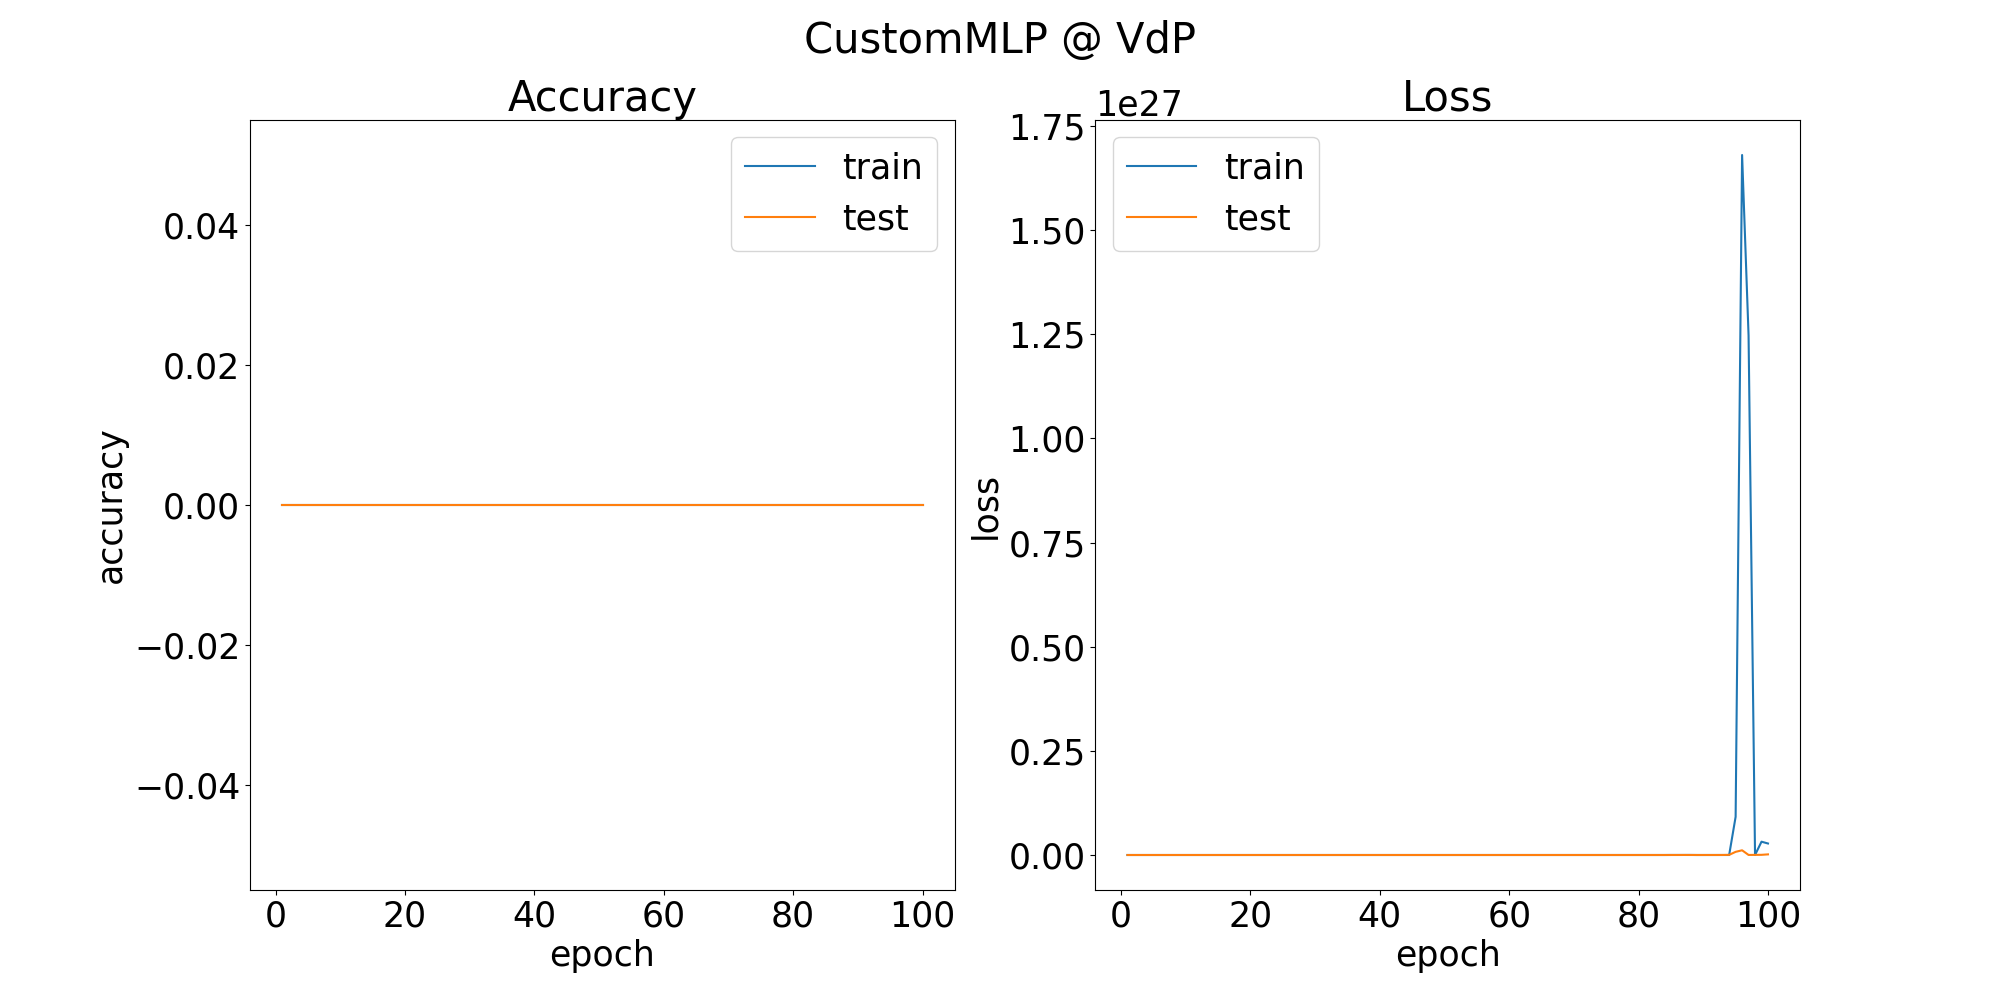 CustomMLP @ VdP
Accuracy
train
test
0.04
0.02
0.00
−0.02
−0.04
accuracy
0 20 40 60 80 100
epoch
Loss
1e27
train
test
1.75
1.50
1.25
1.00
0.75
0.50
0.25
0.00
loss
0 20 40 60 80 100
epoch